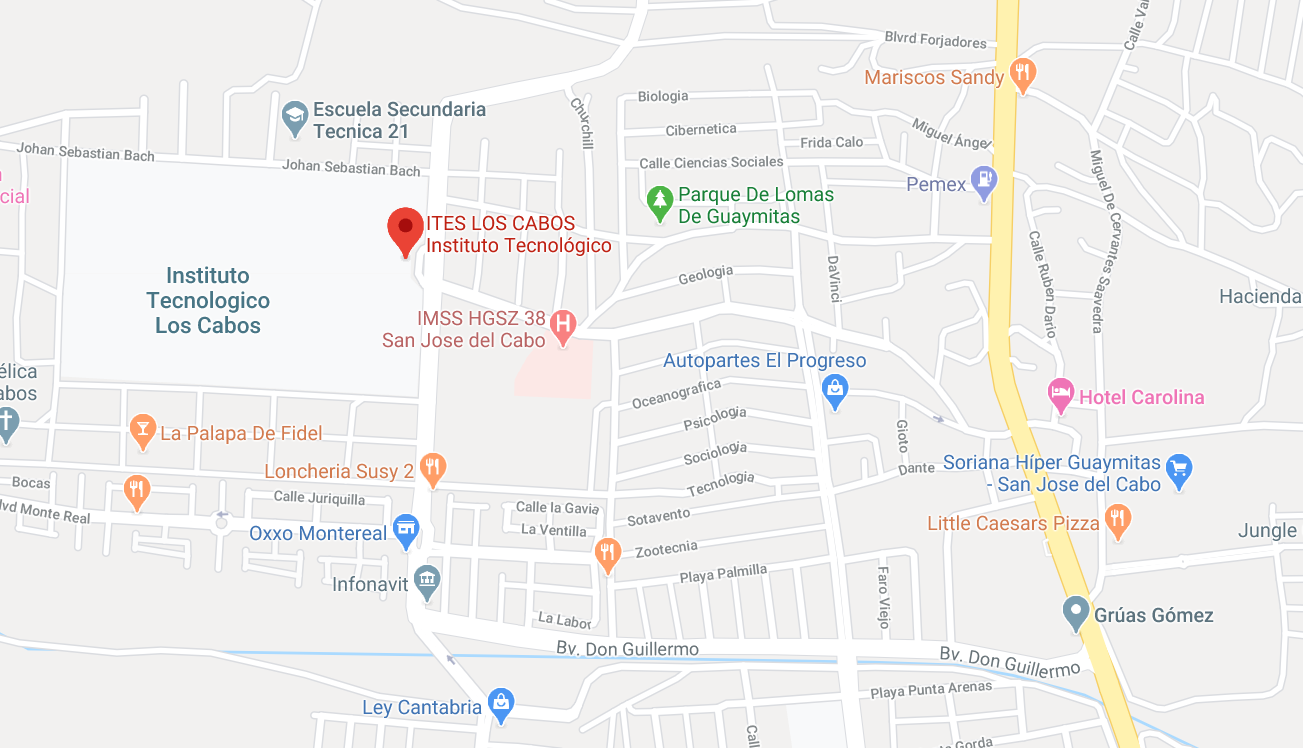 Calle Val
Blvrd Forjadores
Mariscos Sandy
Biologia
Churchill
Escuela Secundaria
Tecnica 21
Cibernetica
Miguel Ángel
Frida Calo
Johan Sebastian Bach
Johan Sebastian Bach
Calle Ciencias Sociales
Pemex
cial
Parque De Lomas
De Guaymitas
ITES LOS CABOS
Instituto Tecnológico
Miguel De Cervantes Saavedra
Calle Ruben Dario
Instituto
Tecnologico
Los Cabos
Geologia
DaVinci
Hacienda
IMSS HGSZ 38
San Jose del Cabo
Autopartes El Progreso
élica
abos
Oceanografica
Hotel Carolina
Psicología
Gioto
La Palapa De Fidel
Sociología
Loncheria Susy 2
Dante
Soriana Híper Guaymitas
- San Jose del Cabo
Tecnología
Bocas
Calle Juriquilla
Calle la Gavia
lvd Monte Real
Sotavento
Little Caesars Pizza
Oxxo Montereal
La Ventilla
Jungle
Zootecnia
Infonavit
Playa Palmilla
Faro Viejo
La Labor
Grúas Gómez
Bv. Don Guillermo
Bv. Don Guillermo
Playa Punta Arenas
Ley Cantabria
Calle
a Gorda